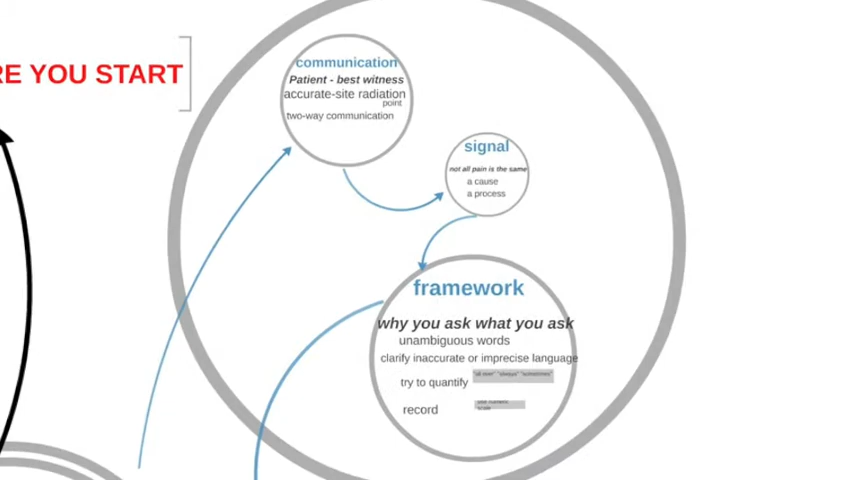 RE YOU START
communication
Patient - best witness
accurate-site radiation
point
two-way communication
signal
not all pain is the same
a cause
a process
framework
why you ask what you ask
unambiguous words
clarify inaccurate or imprecise language
try to quantify
"all over" "always" "sometimes"
record
scale